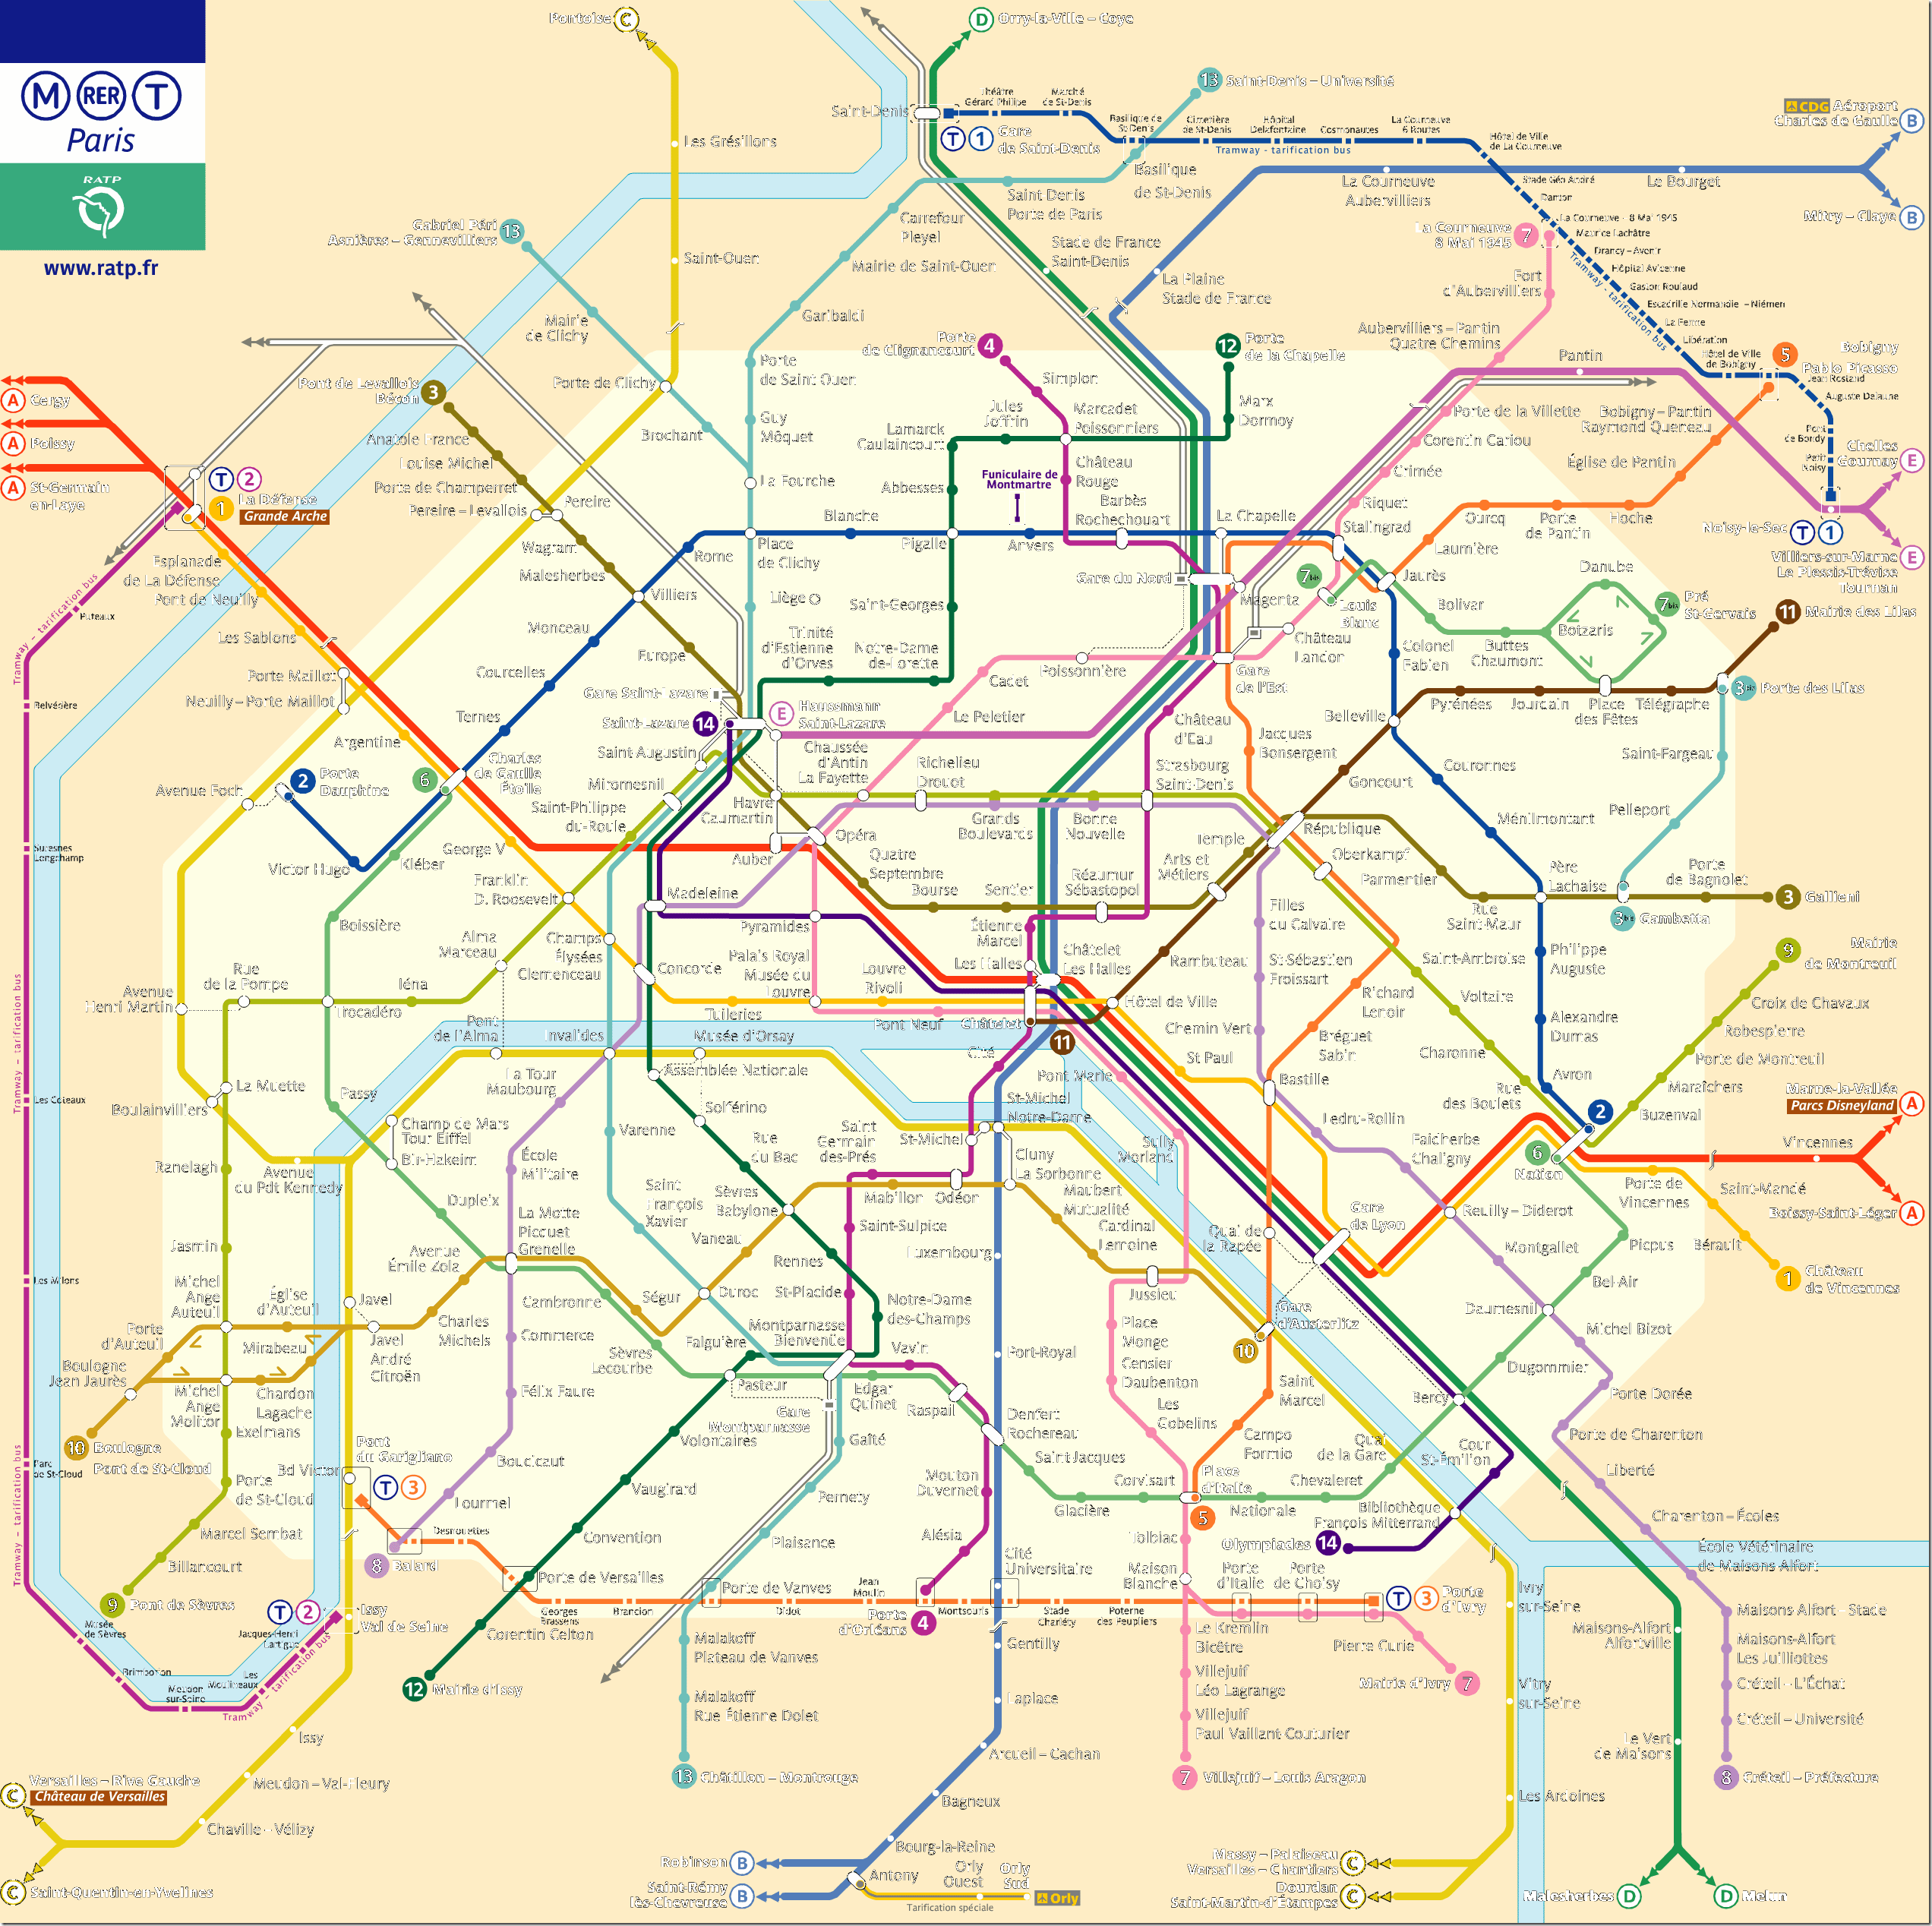 M RER T
Paris
RATP
www.ratp.fr
Pontoise C
D Orry-la-Ville – Coye
Saint-Denis
T 1 Gare
de Saint-Denis
Théâtre
Gérard Philipe
Marché
de St-Denis
Basilique de
St-Denis
Cimetière
de St-Denis
Hôpital
Delafontaine
Cosmonautes
La Courneuve
6 Routes
Hôtel de Ville
de La Courneuve
Tramway - tarification bus
13 Saint-Denis – Université
CDG Aéroport
Charles de Gaulle B
Mitry – Claye B
Les Grésillons
Basilique
de St-Denis
La Courneuve
Aubervilliers
Le Bourget
Stade Géo André
Danton
La Courneuve - 8 Mai 1945
Maurice Lachâtre
Drancy – Avenir
Hôpital Avicenne
Gaston Roulaud
Escadrille Normandie – Niémen
La Ferme
Libération
Hôtel de Ville
de Bobigny
Tramway - tarification bus
Jean Rostand
Auguste Delaune
Pont
de Bondy
Petit
Noisy
Saint Denis
Porte de Paris
Carrefour
Pleyel
Gabriel Péri
Asnières – Gennevilliers 13
La Courneuve
8 Mai 1945 7
Stade de France
Saint-Denis
Saint-Ouen
Mairie de Saint-Ouen
La Plaine
Stade de France
Fort
d'Aubervilliers
Garibaldi
Mairie
de Clichy
Aubervilliers – Pantin
Quatre Chemins
Pantin
5 Bobigny
Pablo Picasso
Porte
de Clignancourt 4
12 Porte
de la Chapelle
Porte
de Saint Ouen
Porte de Clichy
Simplon
A Cergy
A Poissy
A St-Germain
en-Laye
Pont de Levallois
Bécon 3
Jules
Joffrin
Marcadet
Poissonniers
Marx
Dormoy
Porte de la Villette
Bobigny – Pantin
Raymond Queneau
Guy
Môquet
Brochant
Lamarck
Caulaincourt
Corentin Cariou
Anatole France
Louise Michel
Porte de Champerret
Château
Rouge
Crimée
Église de Pantin
Chelles
Gournay E
T 2
1 La Défense
Grande Arche
La Fourche
Abbesses
Funiculaire de
Montmartre
Barbès
Rochechouart
Riquet
Pereire – Levallois
Pereire
Blanche
La Chapelle
Stalingrad
Ourcq
Porte
de Pantin
Hoche
Noisy-le-Sec T 1
Wagram
Rome
Place
de Clichy
Pigalle
Anvers
Laumière
Villiers-sur-Marne
Le Plessis-Trévise
Tournan E
Esplanade
de La Défense
Pont de Neuilly
Malesherbes
Gare du Nord
7bis
Louis
Blanc
Jaurès
Danube
Villiers
Liège
Saint-Georges
Magenta
Bolivar
7bis Pré
St-Gervais
11 Mairie des Lilas
Tramway - tarification bus
Puteaux
Les Sablons
Monceau
Europe
Trinité
d'Estienne
d'Orves
Notre-Dame
de-Lorette
Château
Landon
Colonel
Fabien
Buttes
Chaumont
Botzaris
Porte Maillot
Courcelles
Poissonnière
Gare
de l'Est
Cadet
3bis Porte des Lilas
Belvédère
Neuilly – Porte Maillot
Gare Saint-Lazare
Saint-Lazare 14
E Haussmann
Saint-Lazare
Le Peletier
Château
d'Eau
Belleville
Pyrénées
Jourdain
Place
des Fêtes
Télégraphe
Ternes
Argentine
Saint-Augustin
Chaussée
d'Antin
La Fayette
Richelieu
Drouot
Strasbourg
Saint-Denis
Jacques
Bonsergent
Goncourt
Couronnes
Saint-Fargeau
2 Porte
Dauphine
6 Charles
de Gaulle
Étoile
Miromesnil
Avenue Foch
Saint-Philippe
du-Roule
Havre
Caumartin
Grands
Boulevards
Bonne
Nouvelle
République
Ménilmontant
Pelleport
Suresnes
Longchamp
George V
Auber
Opéra
Temple
Oberkampf
Victor Hugo
Kléber
Quatre
Septembre
Arts et
Métiers
Parmentier
Père
Lachaise
Porte
de Bagnolet
Franklin
D. Roosevelt
Madeleine
Bourse
Sentier
Réaumur
Sébastopol
Rue
Saint-Maur
3 Gallieni
3bis Gambetta
Boissière
Pyramides
Étienne
Marcel
Filles
du Calvaire
Alma
Marceau
Champs
Élysées
Clemenceau
Concorde
Palais Royal
Musée du
Louvre
Louvre
Rivoli
Les Halles
Châtelet
Les Halles
Rambuteau
St-Sébastien
Froissart
Saint-Ambroise
Philippe
Auguste
9 Mairie
de Montreuil
Rue
de la Pompe
Avenue
Henri Martin
Iéna
Trocadéro
Tuileries
Hôtel de Ville
Richard
Lenoir
Voltaire
Croix de Chavaux
Pont Neuf
Châtelet
Chemin Vert
Robespierre
Pont
de l'Alma
Invalides
Musée d'Orsay
11
Cité
Bréguet
Sabin
Charonne
Alexandre
Dumas
Porte de Montreuil
Assemblée Nationale
St Paul
La Muette
Boulainvilliers
Passy
La Tour
Maubourg
Pont Marie
Bastille
Rue
des Boulets
Avron
Maraîchers
Les Coteaux
Tramway - tarification bus
Solférino
St-Michel
Notre-Dame
Buzenval
2
Marne-la-Vallée
Parcs Disneyland A
Champ de Mars
Tour Eiffel
Bir-Hakeim
Varenne
Saint
Germain
des-Prés
St-Michel
Ledru-Rollin
Faidherbe
Chaligny
Vincennes
Ranelagh
Avenue
du Pdt Kennedy
École
Militaire
Rue
du Bac
Cluny
La Sorbonne
Sully
Morland
6
Nation
Dupleix
Saint
François
Xavier
Sèvres
Babylone
Mabillon
Odéon
Maubert
Mutualité
Porte de
Vincennes
Saint-Mandé
Boissy-Saint-Léger A
La Motte
Picquet
Grenelle
Saint-Sulpice
Cardinal
Lemoine
Quai de
la Rapée
Gare
de Lyon
Reuilly – Diderot
Jasmin
Avenue
Émile Zola
Vaneau
Rennes
Luxembourg
Montgallet
Picpus
Bérault
1 Château
de Vincennes
Les Milons
Michel
Ange
Auteuil
Église
d'Auteuil
Javel
Cambronne
Ségur
Duroc
St-Placide
Notre-Dame
des-Champs
Jussieu
Bel-Air
Porte
d'Auteuil
Mirabeau
Javel
André
Citroën
Charles
Michels
Commerce
Sèvres
Lecourbe
Falguière
Montparnasse
Bienvenüe
Vavin
Port-Royal
Place
Monge
Gare
d'Austerlitz
10
Daumesnil
Michel Bizot
Boulogne
Jean Jaurès
Michel
Ange
Molitor
Chardon
Lagache
Félix Faure
Pasteur
Edgar
Quinet
Raspail
Censier
Daubenton
Saint
Marcel
Dugommier
Bercy
Porte Dorée
10 Boulogne
Pont de St-Cloud
Exelmans
Gare
Montparnasse
Volontaires
Gaîté
Denfert
Rochereau
Les
Gobelins
Campo
Formio
Quai
de la Gare
Cour
St-Émilion
Porte de Charenton
Pont
du Garigliano
Bd Victor T 3
Boucicaut
Saint-Jacques
Parc
de St-Cloud
Tramway - tarification bus
Porte
de St-Cloud
Lourmel
Vaugirard
Pernety
Mouton
Duvernet
Glacière
Corvisart
Place
d'Italie
5
Nationale
Chevaleret
Liberté
Bibliothèque
François Mitterrand
Marcel Sembat
Desnouettes
Convention
Plaisance
Alésia
Tolbiac
Olympiades 14
Charenton – Écoles
8 Balard
Billancourt
Porte de Versailles
Porte de Vanves
Jean
Moulin
Cité
Universitaire
Maison
Blanche
Porte
d'Italie
Porte
de Choisy
T 3 Porte
d'Ivry
Ivry
sur-Seine
École Vétérinaire
de Maisons Alfort
9 Pont de Sèvres
Georges
Brassens
Brancion
Didot
Porte
d'Orléans 4
Montsouris
Stade
Charléty
Poterne
des Peupliers
Maisons-Alfort
Alfortville
Maisons Alfort - Stade
T 2 Issy
Val de Seine
Jacques-Henri
Lartigue
Musée
de Sèvres
Corentin Celton
Gentilly
Le Kremlin
Bicêtre
Pierre Curie
Maisons-Alfort
Les Juilliottes
Malakoff
Plateau de Vanves
Brimborion
Meudon
sur-Seine
Les
Moulineaux
Tramway - tarification bus
12 Mairie d'Issy
Villejuif
Léo Lagrange
Mairie d'Ivry 7
Vitry
sur-Seine
Créteil - L'Échat
Malakoff
Rue Étienne Dolet
Laplace
Villejuif
Paul Vaillant Couturier
Créteil – Université
Issy
Arcueil – Cachan
Le Vert
de Maisons
13 Châtillon – Montrouge
7 Villejuif – Louis Aragon
8 Créteil – Préfecture
Versailles – Rive Gauche
C Château de Versailles
Meudon – Val-Fleury
Bagneux
Les Ardoines
Chaville – Vélizy
Bourg-la-Reine
Robinson B
Antony
Orly
Ouest
Orly
Sud
Orly
Tarification spéciale
Saint-Rémy
lès-Chevreuse B
Massy – Palaiseau
Versailles – Chantiers C
Dourdan
Saint-Martin-d'Étampes C
C Saint-Quentin-en-Yvelines
Malesherbes D
D Melun